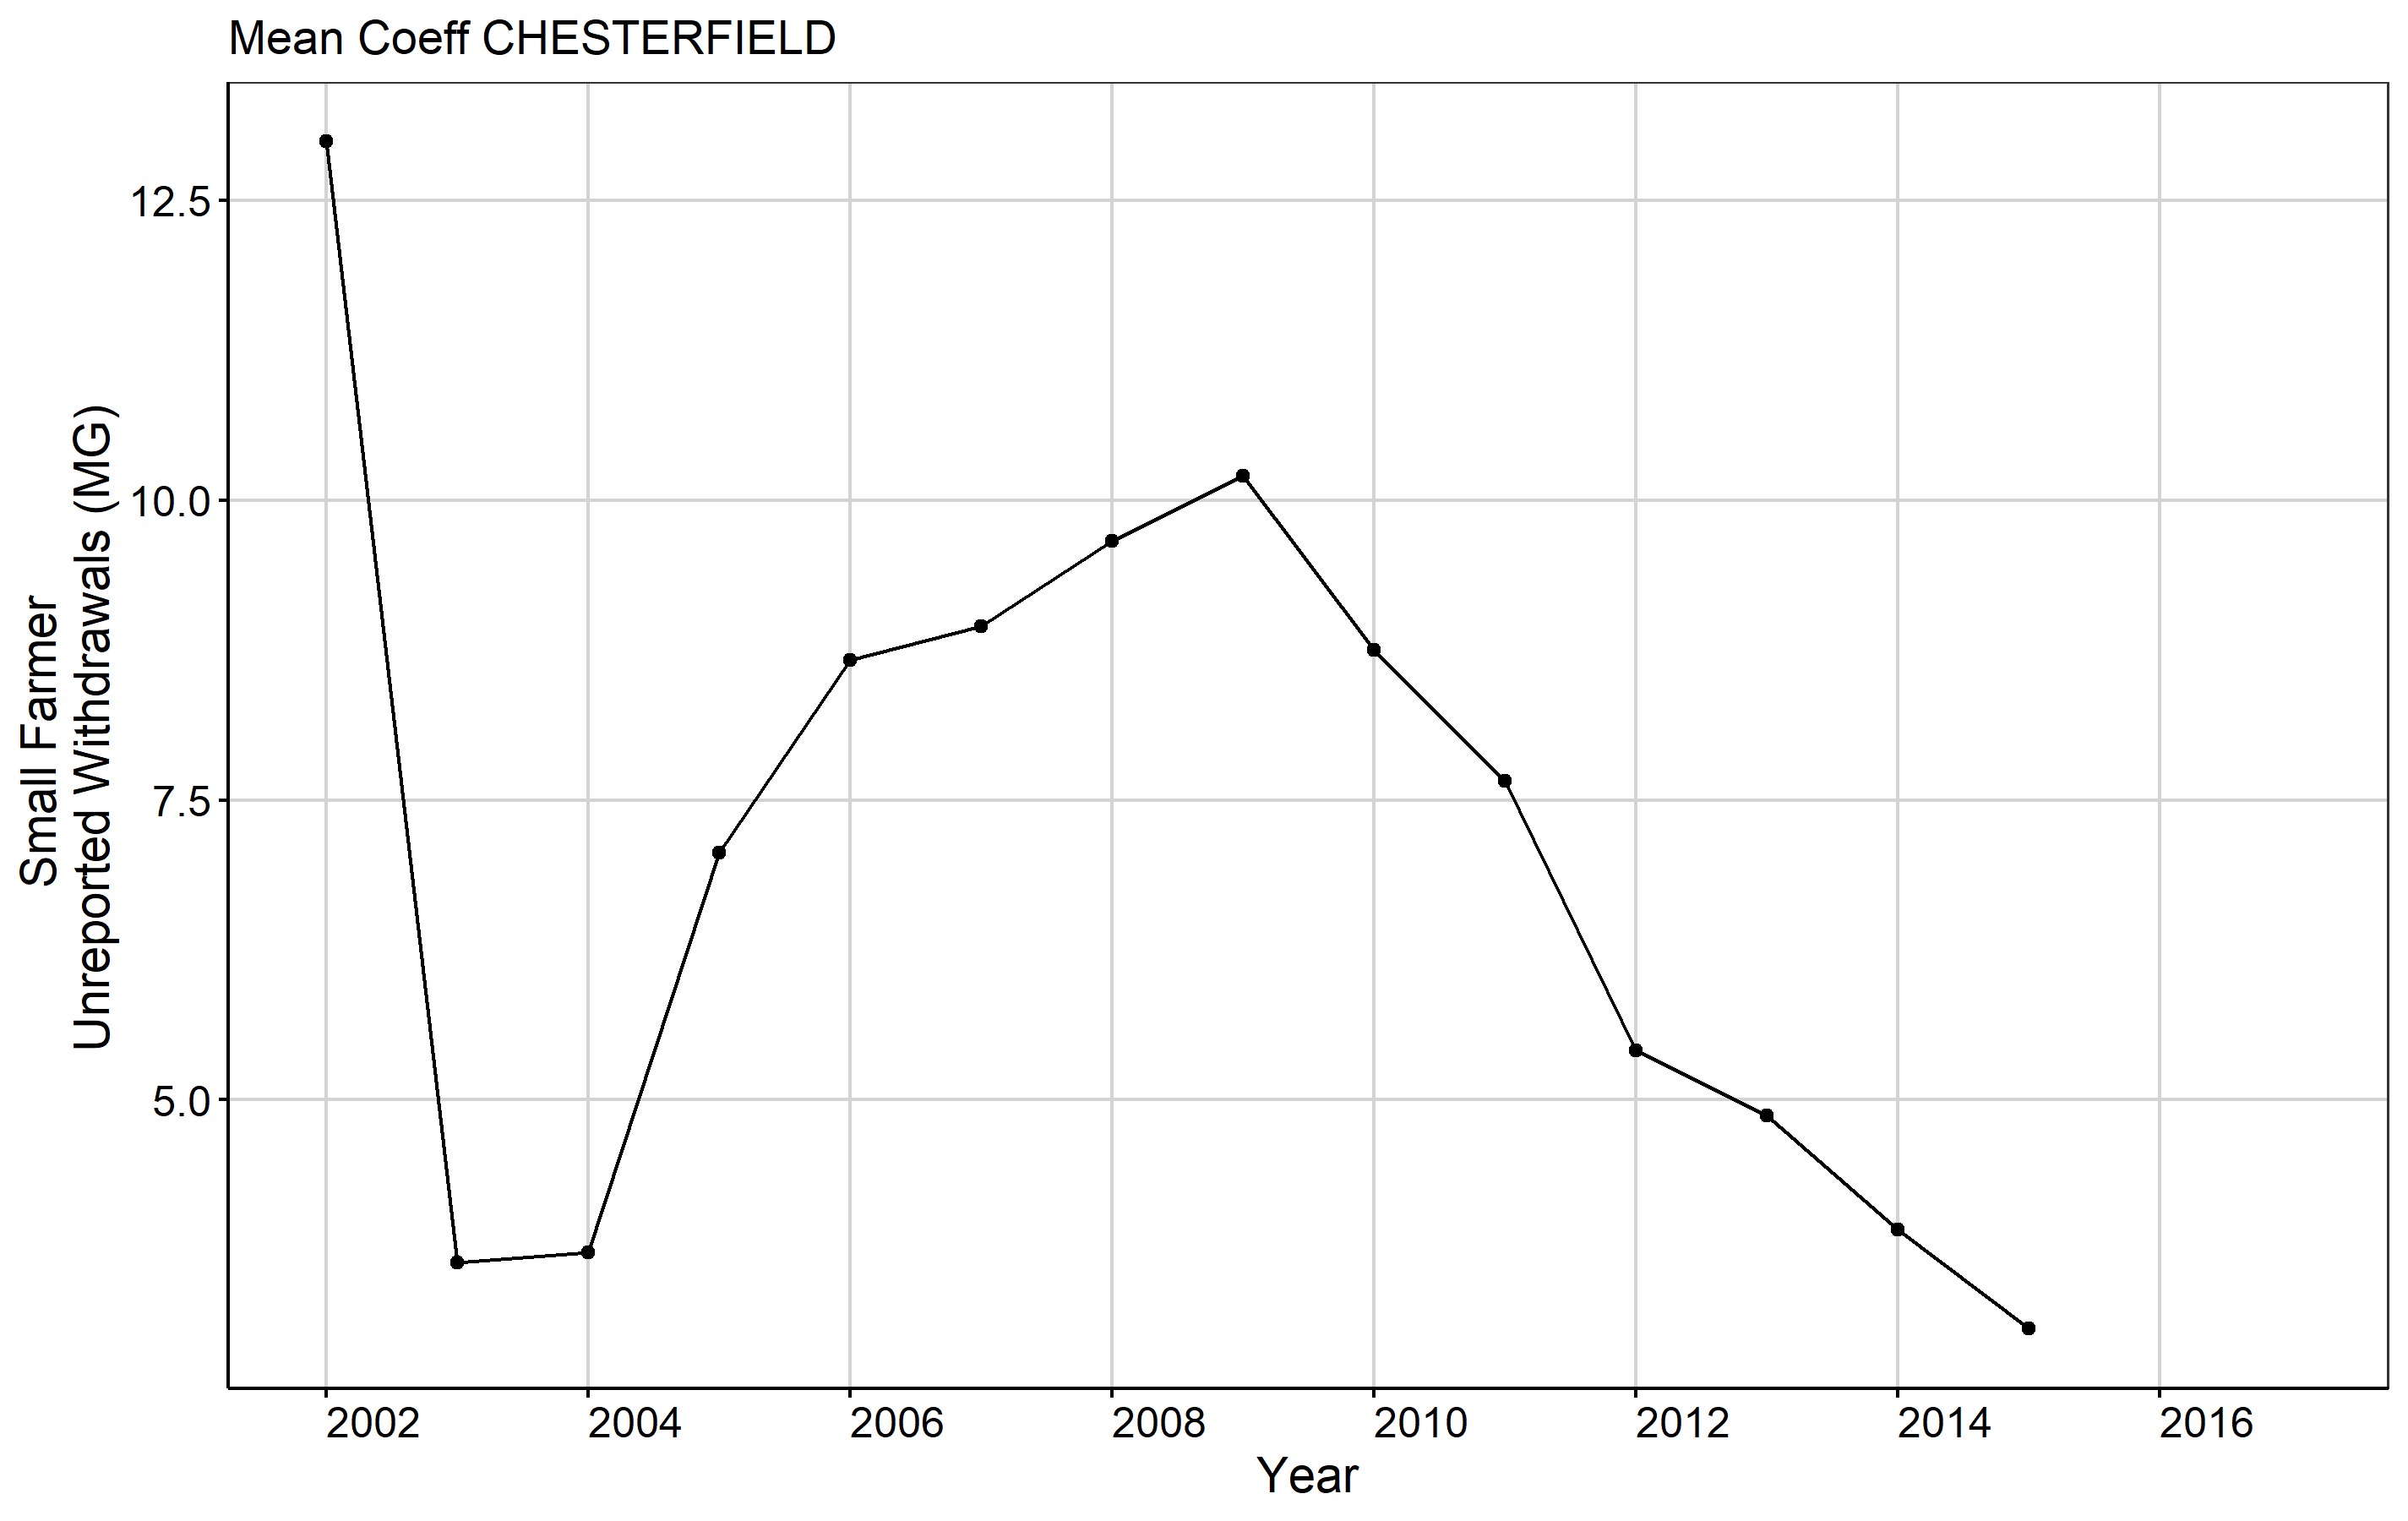 Mean Coeff CHESTERFIELD
Small Farmer
Unreported Withdrawals (MG)
12.5
10.0
7.5
5.0
2002 2004 2006 2008 2010 2012 2014 2016
Year